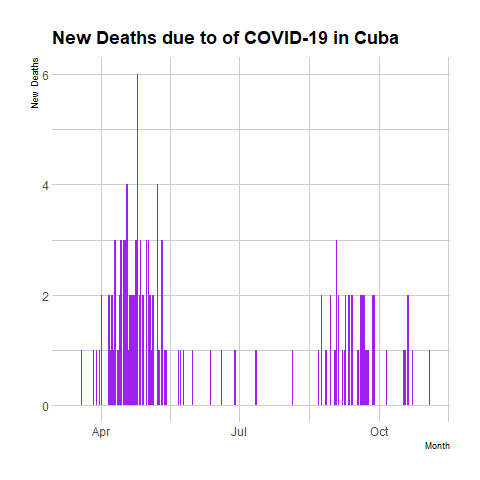 New Deaths due to of COVID-19 in Cuba
New Deaths
6
4
2
0
Apr
Jul
Oct
Month